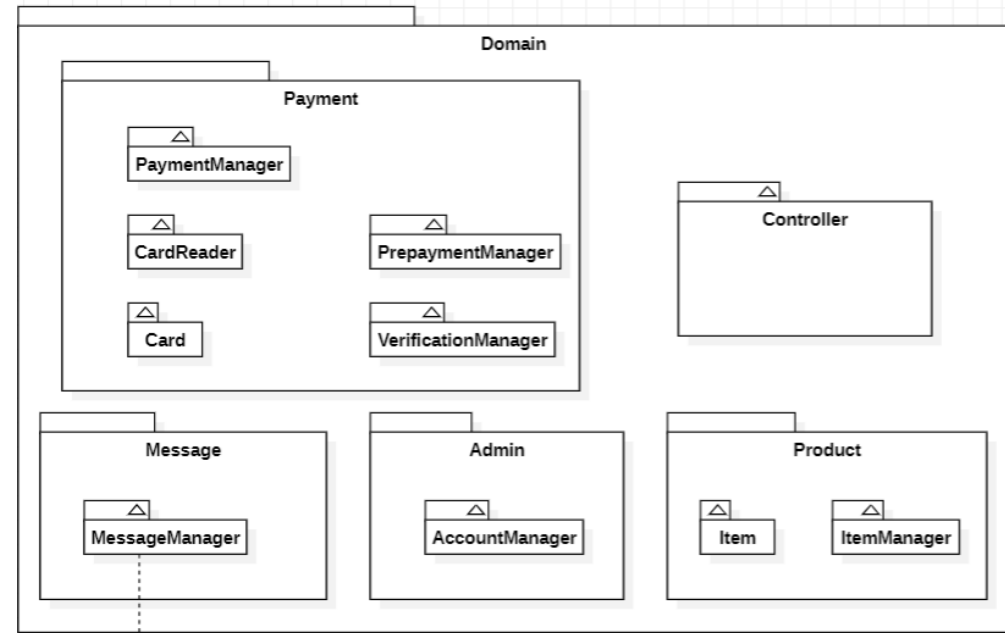 Domain
Payment
PaymentManager
Controller
CardReader
PrepaymentManager
Card
VerificationManager
Message
Admin
Product
MessageManager
AccountManager
Item
ItemManager